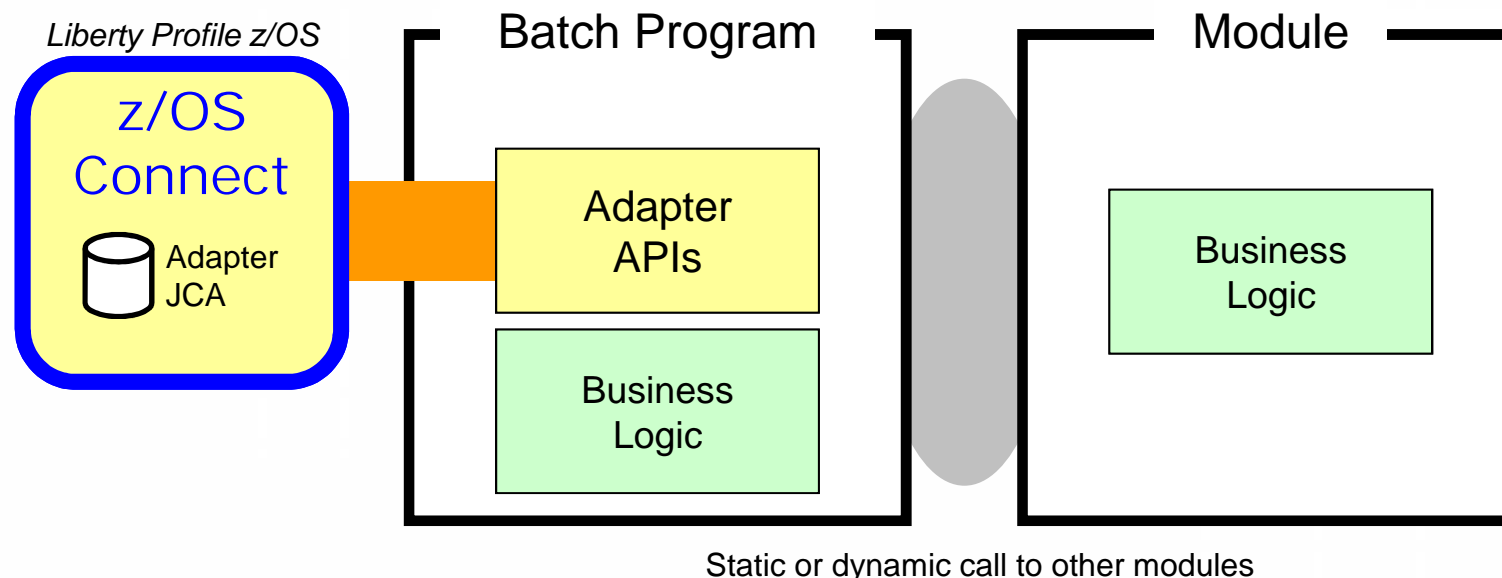 Liberty Profile z/OS
z/OS
Connect
Adapter
JCA
Batch Program
Adapter
APIs
Business
Logic
Module
Business
Logic
Static or dynamic call to other modules